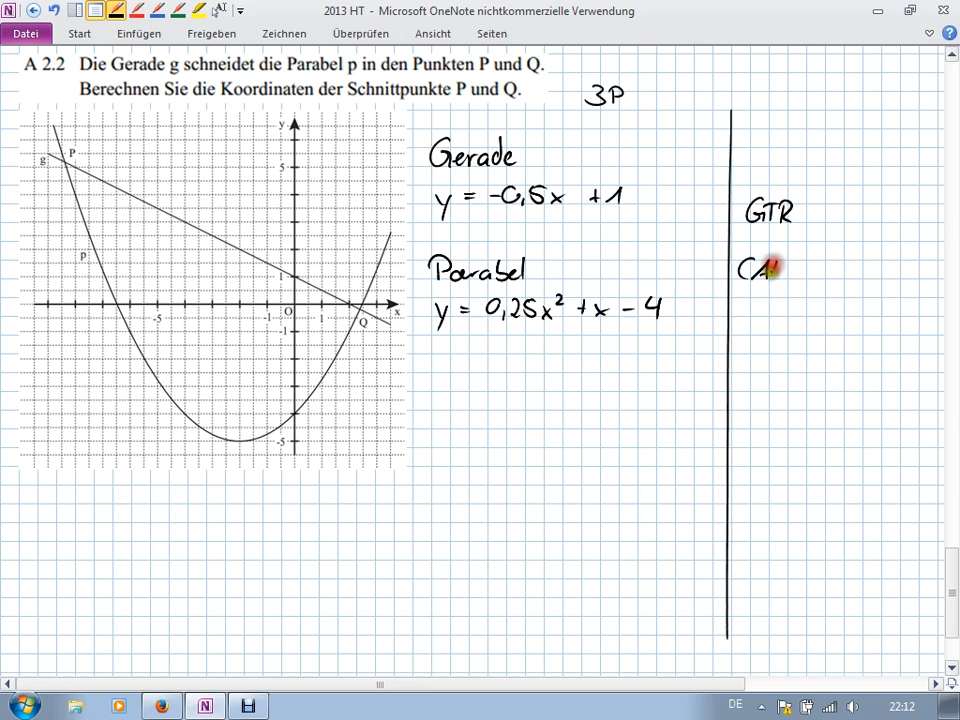 2013 HT - Microsoft OneNote nichtkommerzielle Verwendung
Datei Start Einfügen Freigeben Zeichnen Überprüfen Ansicht Seiten
A 2.2 Die Gerade g schneidet die Parabel p in den Punkten P und Q.
Berechnen Sie die Koordinaten der Schnittpunkte P und Q.
3P
y
g
P
5
p
1
-5
-1
O
1
x
-1
Q
-5
Gerade
y = -0,5x + 1
Parabel
y = 0,25x² + x - 4
GTR
DE
22:12